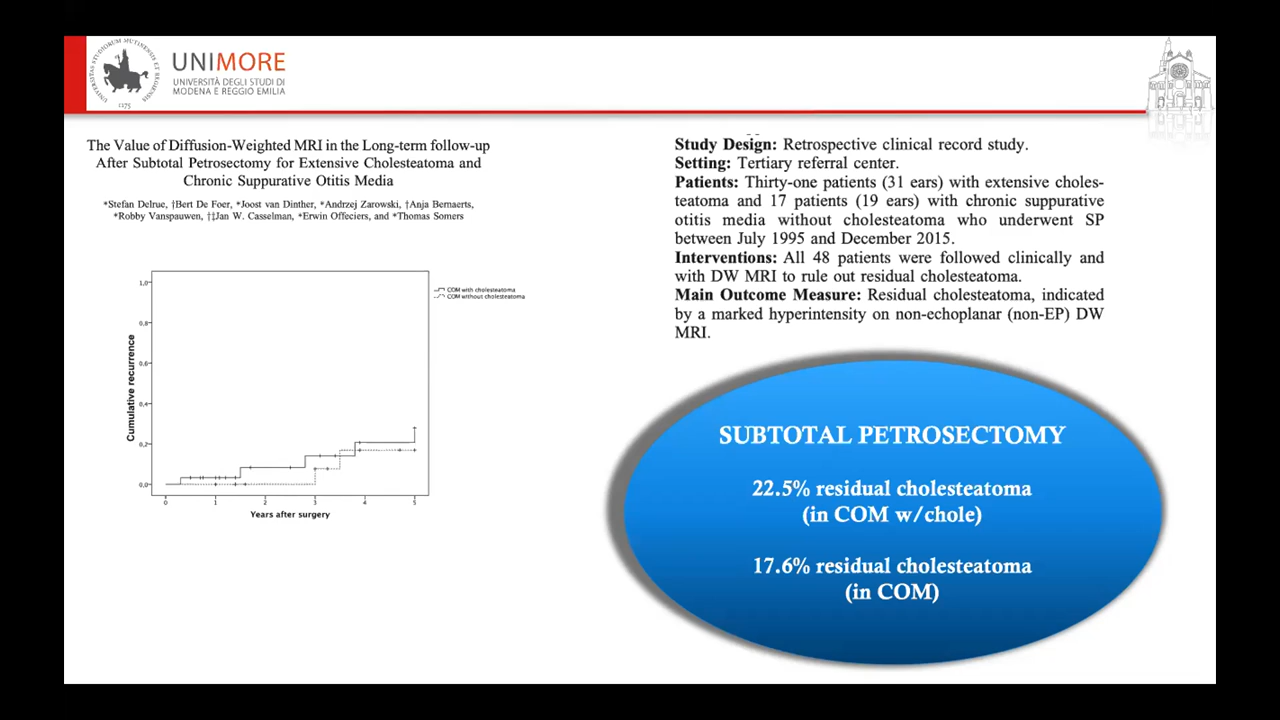 UNIMORE
UNIVERSITÀ DEGLI STUDI DI
MODENA E REGGIO EMILIA
1175
The Value of Diffusion-Weighted MRI in the Long-term follow-up
After Subtotal Petrosectomy for Extensive Cholesteatoma and
Chronic Suppurative Otitis Media
*Stefan Delrue, †Bert De Foer, *Joost van Dinther, *Andrzej Zarowski, †Anja Bernaerts,
*Robby Vanspauwen, †‡Jan W. Casselman, *Erwin Offeciers, and *Thomas Somers
COM with cholesteatoma
COM without cholesteatoma
Cumulative recurrence
1,0
0,8
0,6
0,4
0,2
0,0
0 1 2 3 4 5
Years after surgery
Study Design: Retrospective clinical record study.
Setting: Tertiary referral center.
Patients: Thirty-one patients (31 ears) with extensive choles-
teatoma and 17 patients (19 ears) with chronic suppurative
otitis media without cholesteatoma who underwent SP
between July 1995 and December 2015.
Interventions: All 48 patients were followed clinically and
with DW MRI to rule out residual cholesteatoma.
Main Outcome Measure: Residual cholesteatoma, indicated
by a marked hyperintensity on non-echoplanar (non-EP) DW
MRI.
SUBTOTAL PETROSECTOMY
22.5% residual cholesteatoma
(in COM w/chole)
17.6% residual cholesteatoma
(in COM)